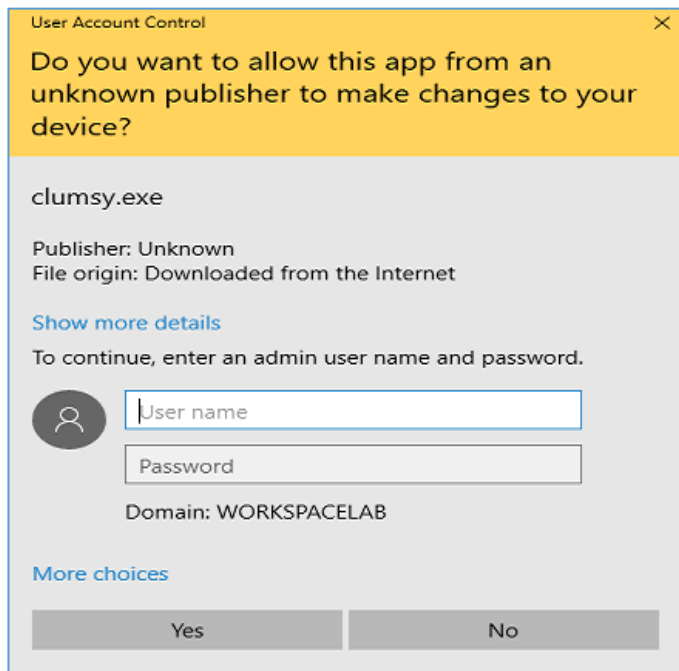 User Account Control
Do you want to allow this app from an
unknown publisher to make changes to your
device?
clumsy.exe
Publisher: Unknown
File origin: Downloaded from the Internet
Show more details
To continue, enter an admin user name and password.
User name
Password
Domain: WORKSPACELAB
More choices
Yes
No